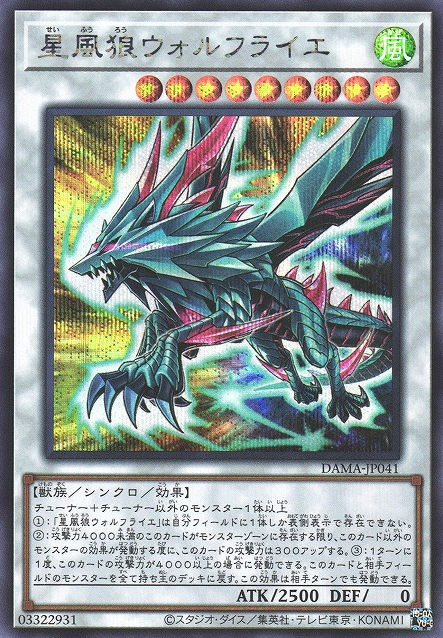 星風狼ウォルフライエ
風
DAMA-JP041
【獣族/シンクロ/効果】
チューナー+チューナー以外のモンスター1体以上
①:「星風狼ウォルフライエ」は自分フィールドに1体しか表側表示で存在できない。
②:攻撃力4000未満のこのカードがモンスターゾーンに存在する限り、このカード以外の
モンスターの効果が発動する度に、このカードの攻撃力は300アップする。③:1ターンに
1度、このカードの攻撃力が4000以上の場合に発動できる。このカードと相手フィー
ルドのモンスターを全て持ち主のデッキに戻す。この効果は相手ターンでも発動できる。
ATK/2500 DEF/ 0
03322931
©スタジオ・ダイス/集英社・テレビ東京・KONAMI